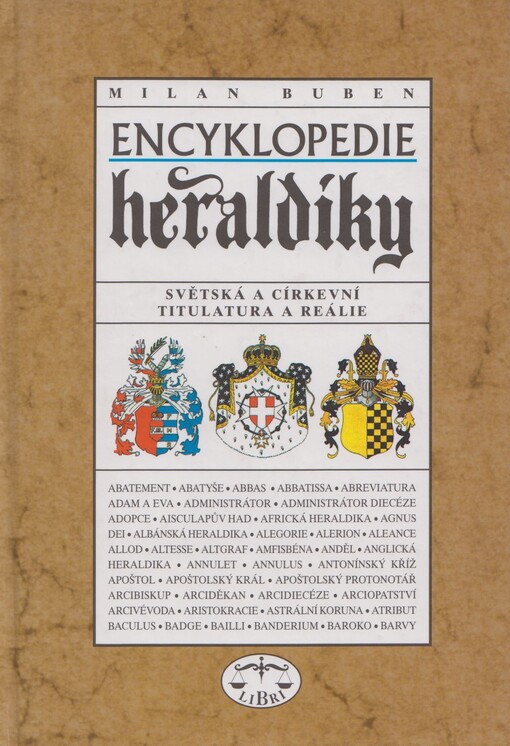 MILAN BUBEN
ENCYKLOPEDIE
heraldiky
SVĚTSKÁ A CÍRKEVNÍ
TITULATURA A REÁLIE
ABATEMENT • ABATYŠE • ABBAS • ABBATISSA • ABREVIATURA
ADAM A EVA • ADMINISTRÁTOR • ADMINISTRÁTOR DIECÉZE
ADOPCE • AISCULAPŮV HAD • AFRICKÁ HERALDIKA • AGNUS
DEI • ALBÁNSKÁ HERALDIKA • ALEGORIE • ALERION • ALEANCE
ALLOD • ALTESSE • ALTGRAF • AMFISBÉNA • ANDĚL • ANGLICKÁ
HERALDIKA • ANNULET • ANNULUS • ANTONÍNSKÝ KŘÍŽ
APOŠTOL • APOŠTOLSKÝ KRÁL • APOŠTOLSKÝ PROTONOTÁŘ
ARCIBISKUP • ARCIDĚKAN • ARCIDIECÉZE • ARCIOPATSTVÍ
ARCIVÉVODA • ARISTOKRACIE • ASTRÁLNÍ KORUNA • ATRIBUT
BACULUS • BADGE • BAILLI • BANDERIUM • BAROKO • BARVY
LIBRI